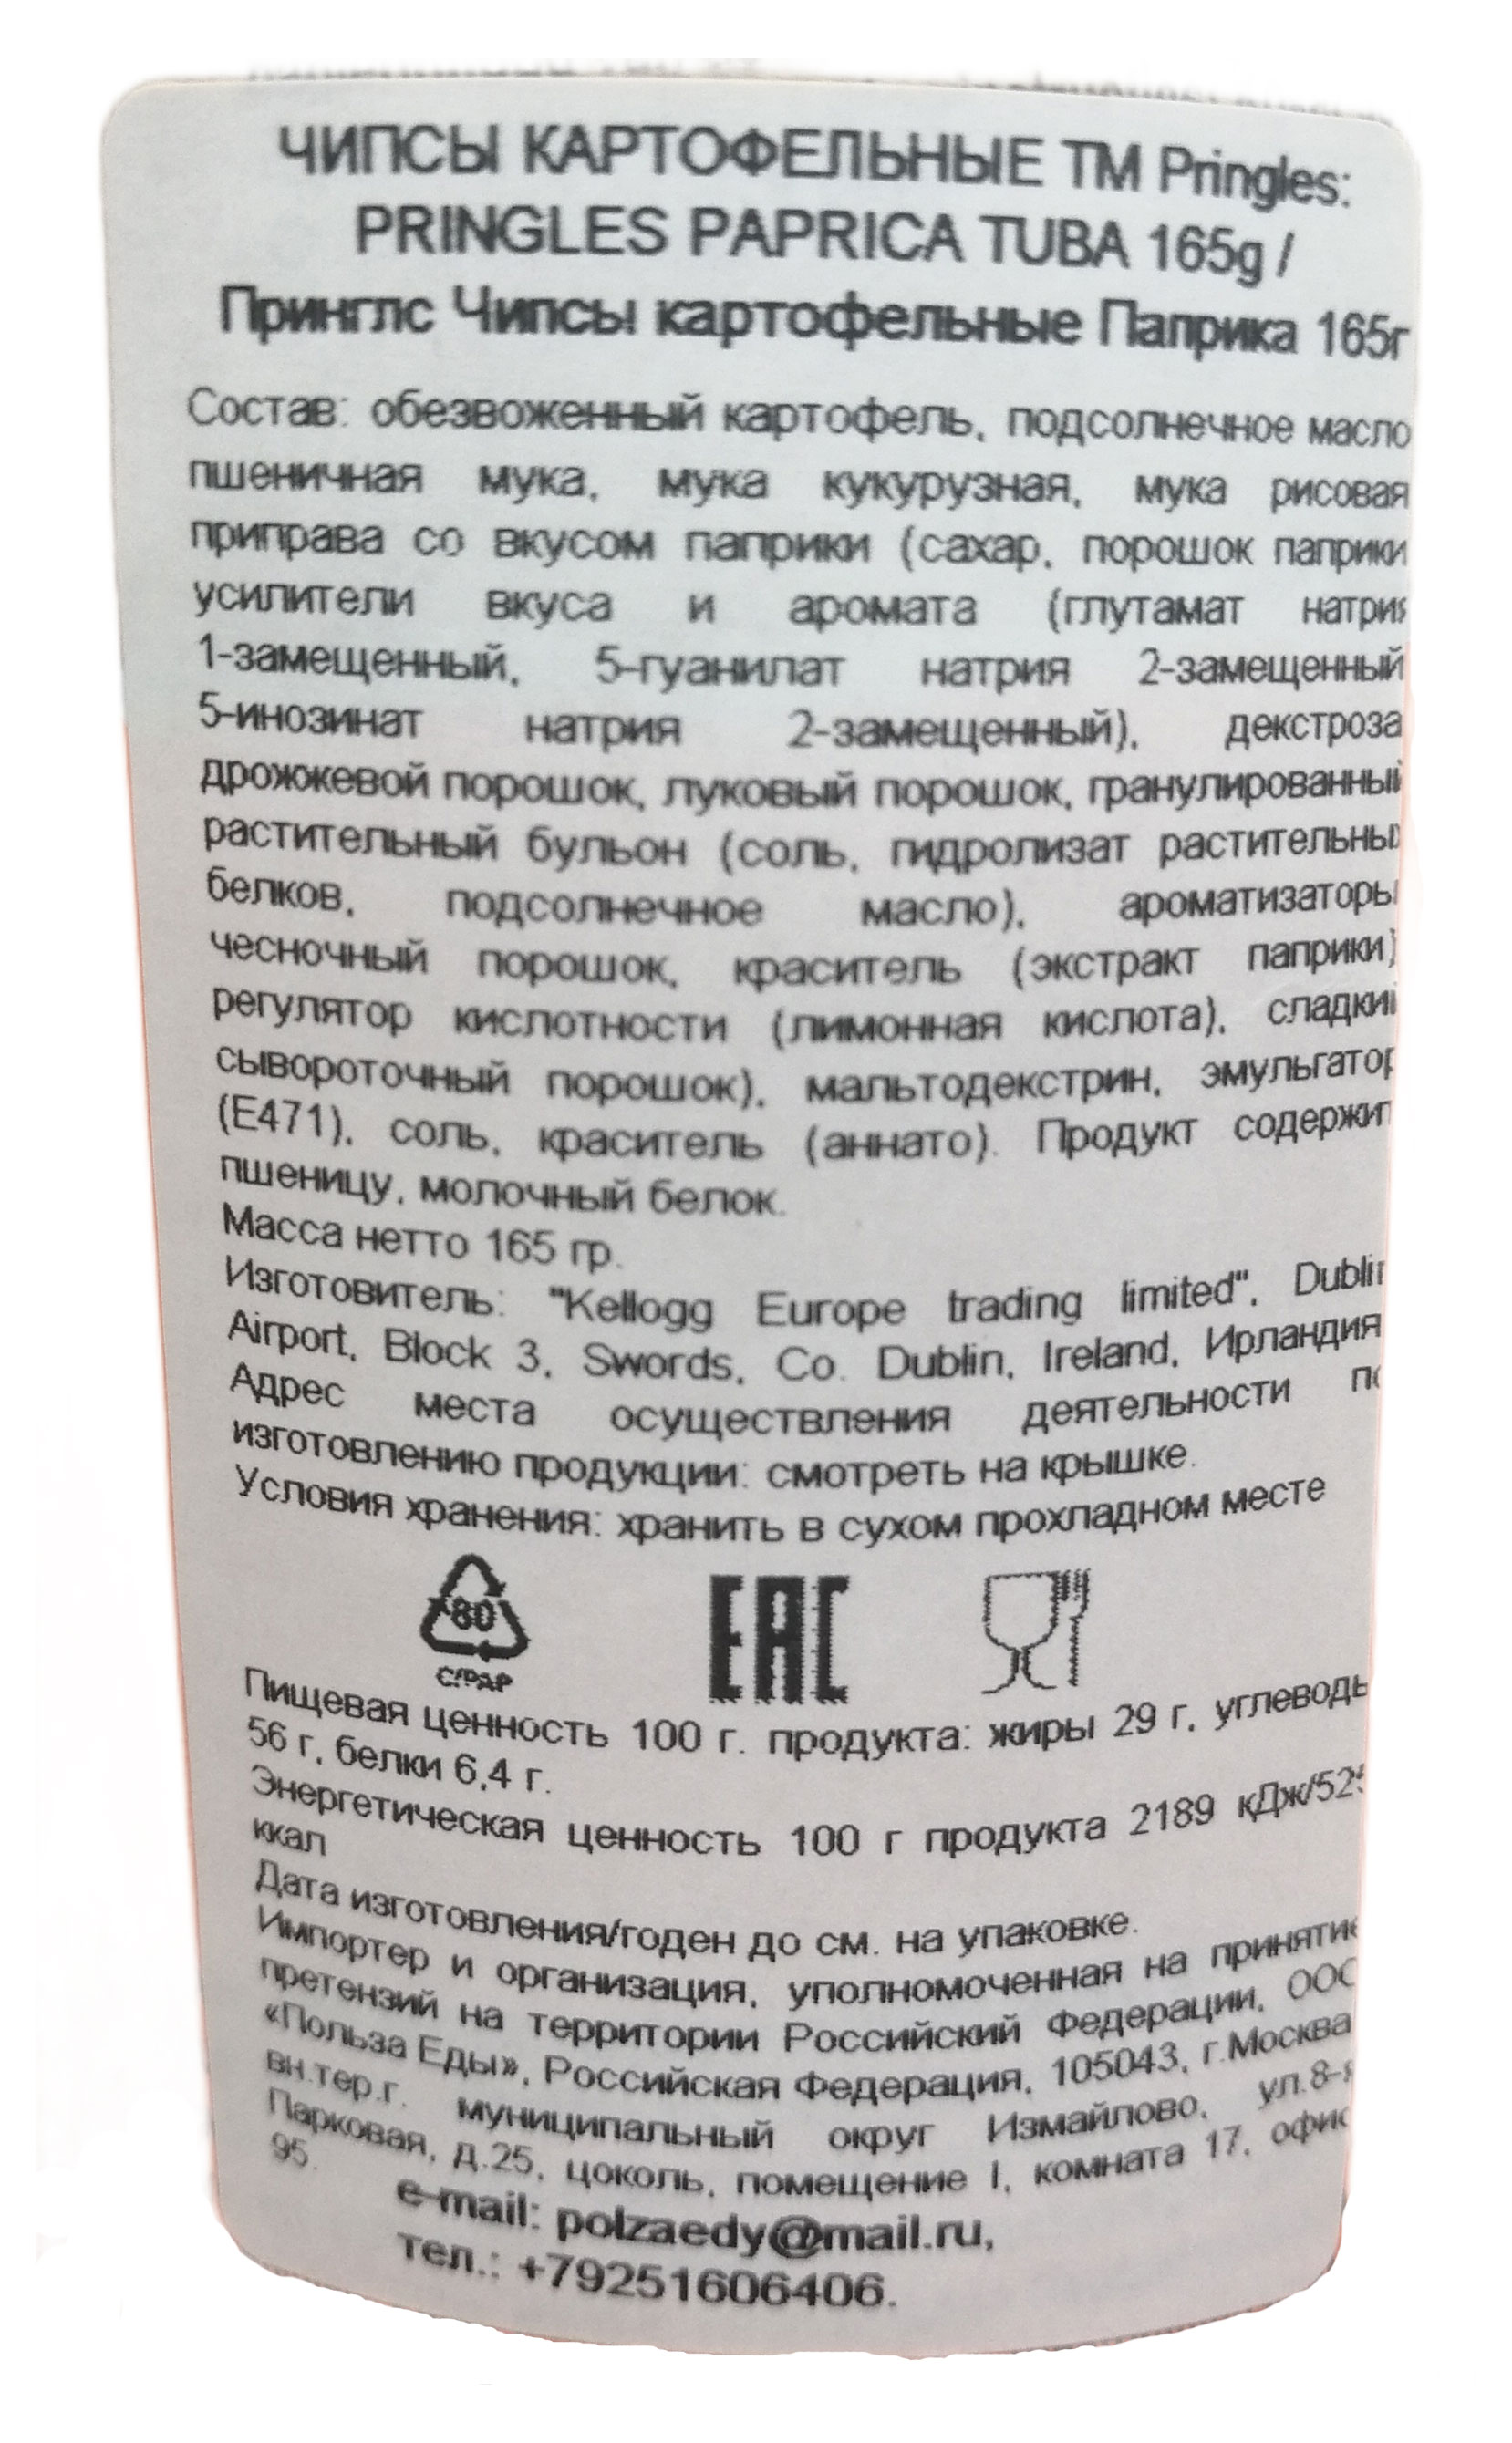 ЧИПСЫ КАРТОФЕЛЬНЫЕ ТМ Pringles:
PRINGLES PAPRICA TUBA 165g /
Принглс Чипсы картофельные Паприка 165г
Состав: обезвоженный картофель, подсолнечное масло
пшеничная мука, мука кукурузная, мука рисовая
приправа со вкусом паприки (сахар, порошок паприки
усилители вкуса и аромата (глутамат натрия
1-замещенный, 5-гуанилат натрия 2-замещенный
5-инозинат натрия 2-замещенный), декстроза
дрожжевой порошок, луковый порошок, гранулированный
растительный бульон (соль, гидролизат растительных
белков, подсолнечное масло), ароматизаторы
чесночный порошок, краситель (экстракт паприки)
регулятор кислотности (лимонная кислота), сладкий
сывороточный порошок), мальтодекстрин, эмульгатор
(Е471), соль, краситель (аннато). Продукт содержит
пшеницу, молочный белок.
Масса нетто 165 гр.
Изготовитель: "Kellogg Europe trading limited", Dublin
Airport, Block 3, Swords, Co. Dublin, Ireland, Ирландия
Адрес места осуществления деятельности по
изготовлению продукции: смотреть на крышке.
Условия хранения: хранить в сухом прохладном месте
80
C/PAP
ЕАС
Пищевая ценность 100 г. продукта: жиры 29 г, углеводы
56 г, белки 6,4 г.
Энергетическая ценность 100 г продукта 2189 кДж/525
ккал
Дата изготовления/годен до см. на упаковке.
Импортер и организация, уполномоченная на принятие
претензий на территории Российский Федерации, ООО
«Польза Еды», Российская Федерация, 105043, г.Москва
вн.тер.г. муниципальный округ Измайлово, ул.8-я
Парковая, д.25, цоколь, помещение I, комната 17, офис
95.
e-mail: polzaedy@mail.ru,
тел.: +79251606406.